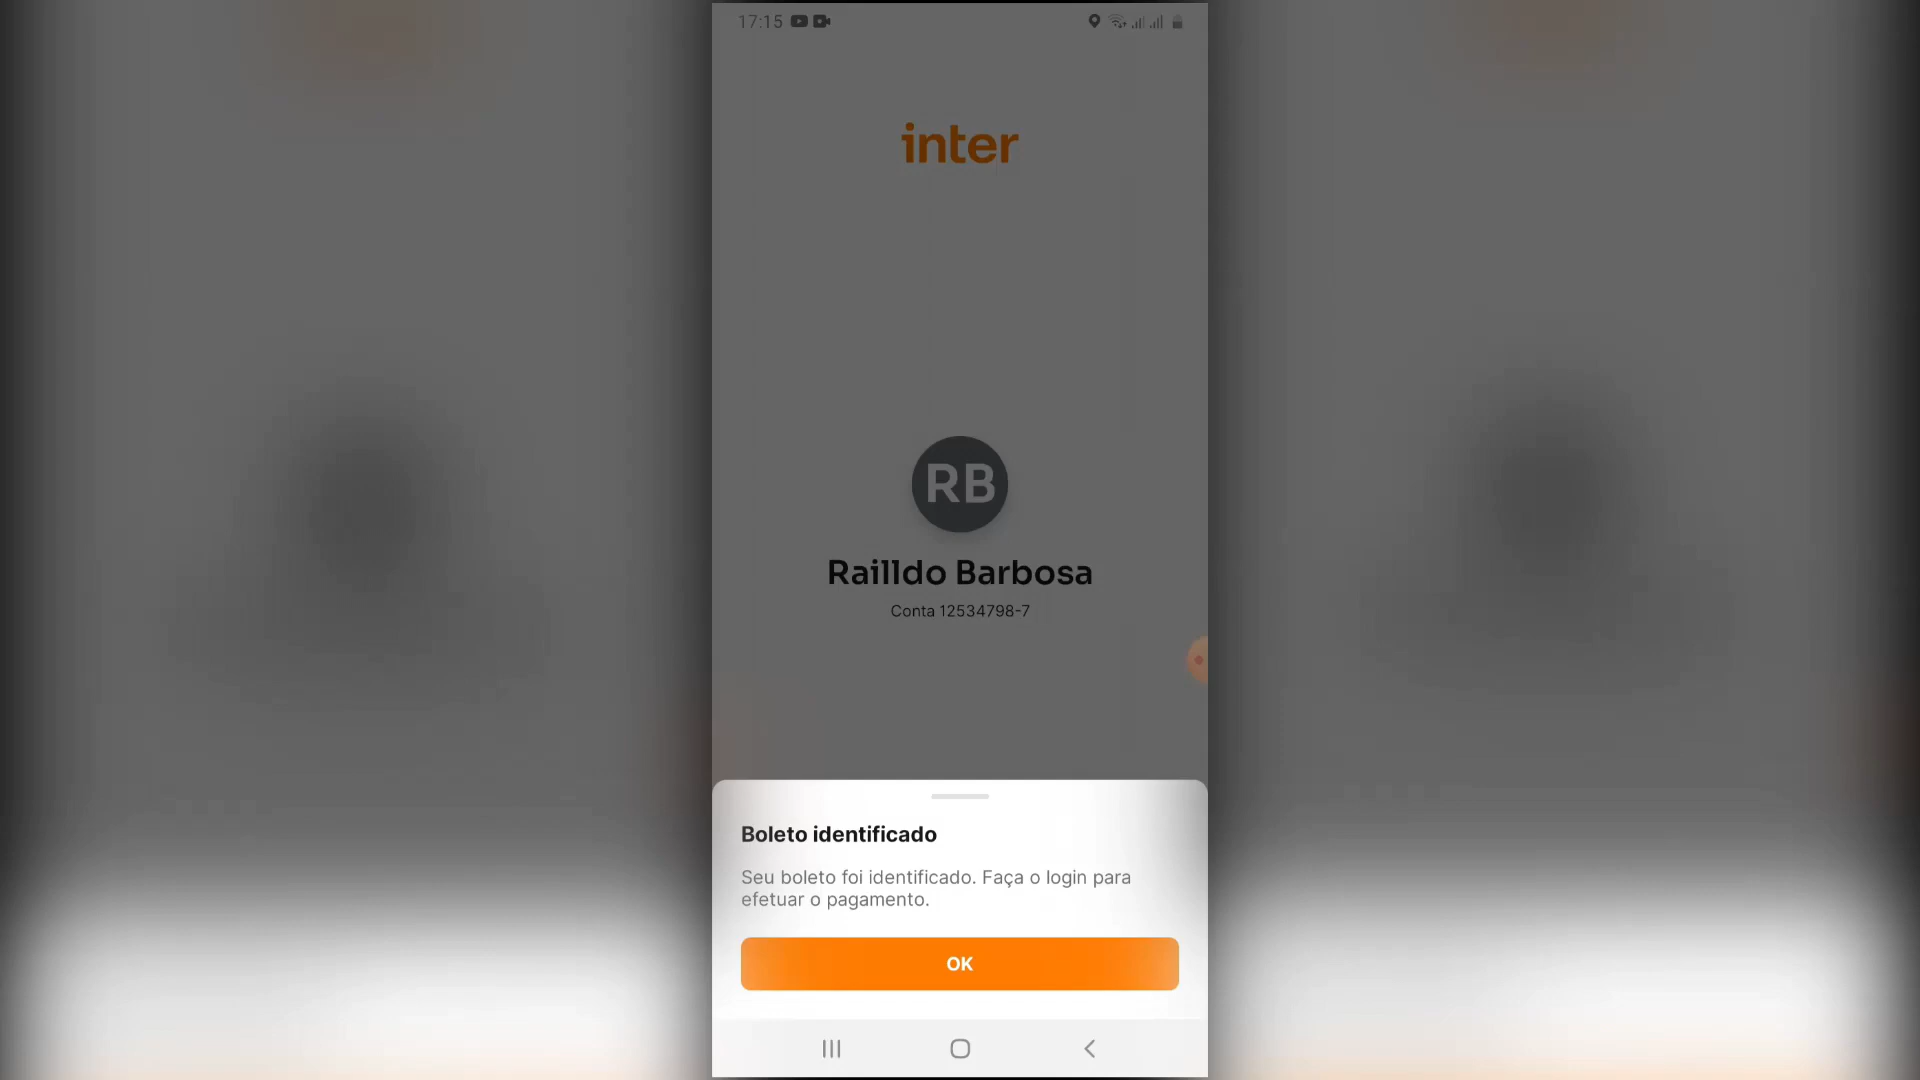 17:15
inter
RB
Railldo Barbosa
Conta 12534798-7
Boleto identificado
Seu boleto foi identificado. Faça o login para
efetuar o pagamento.
OK